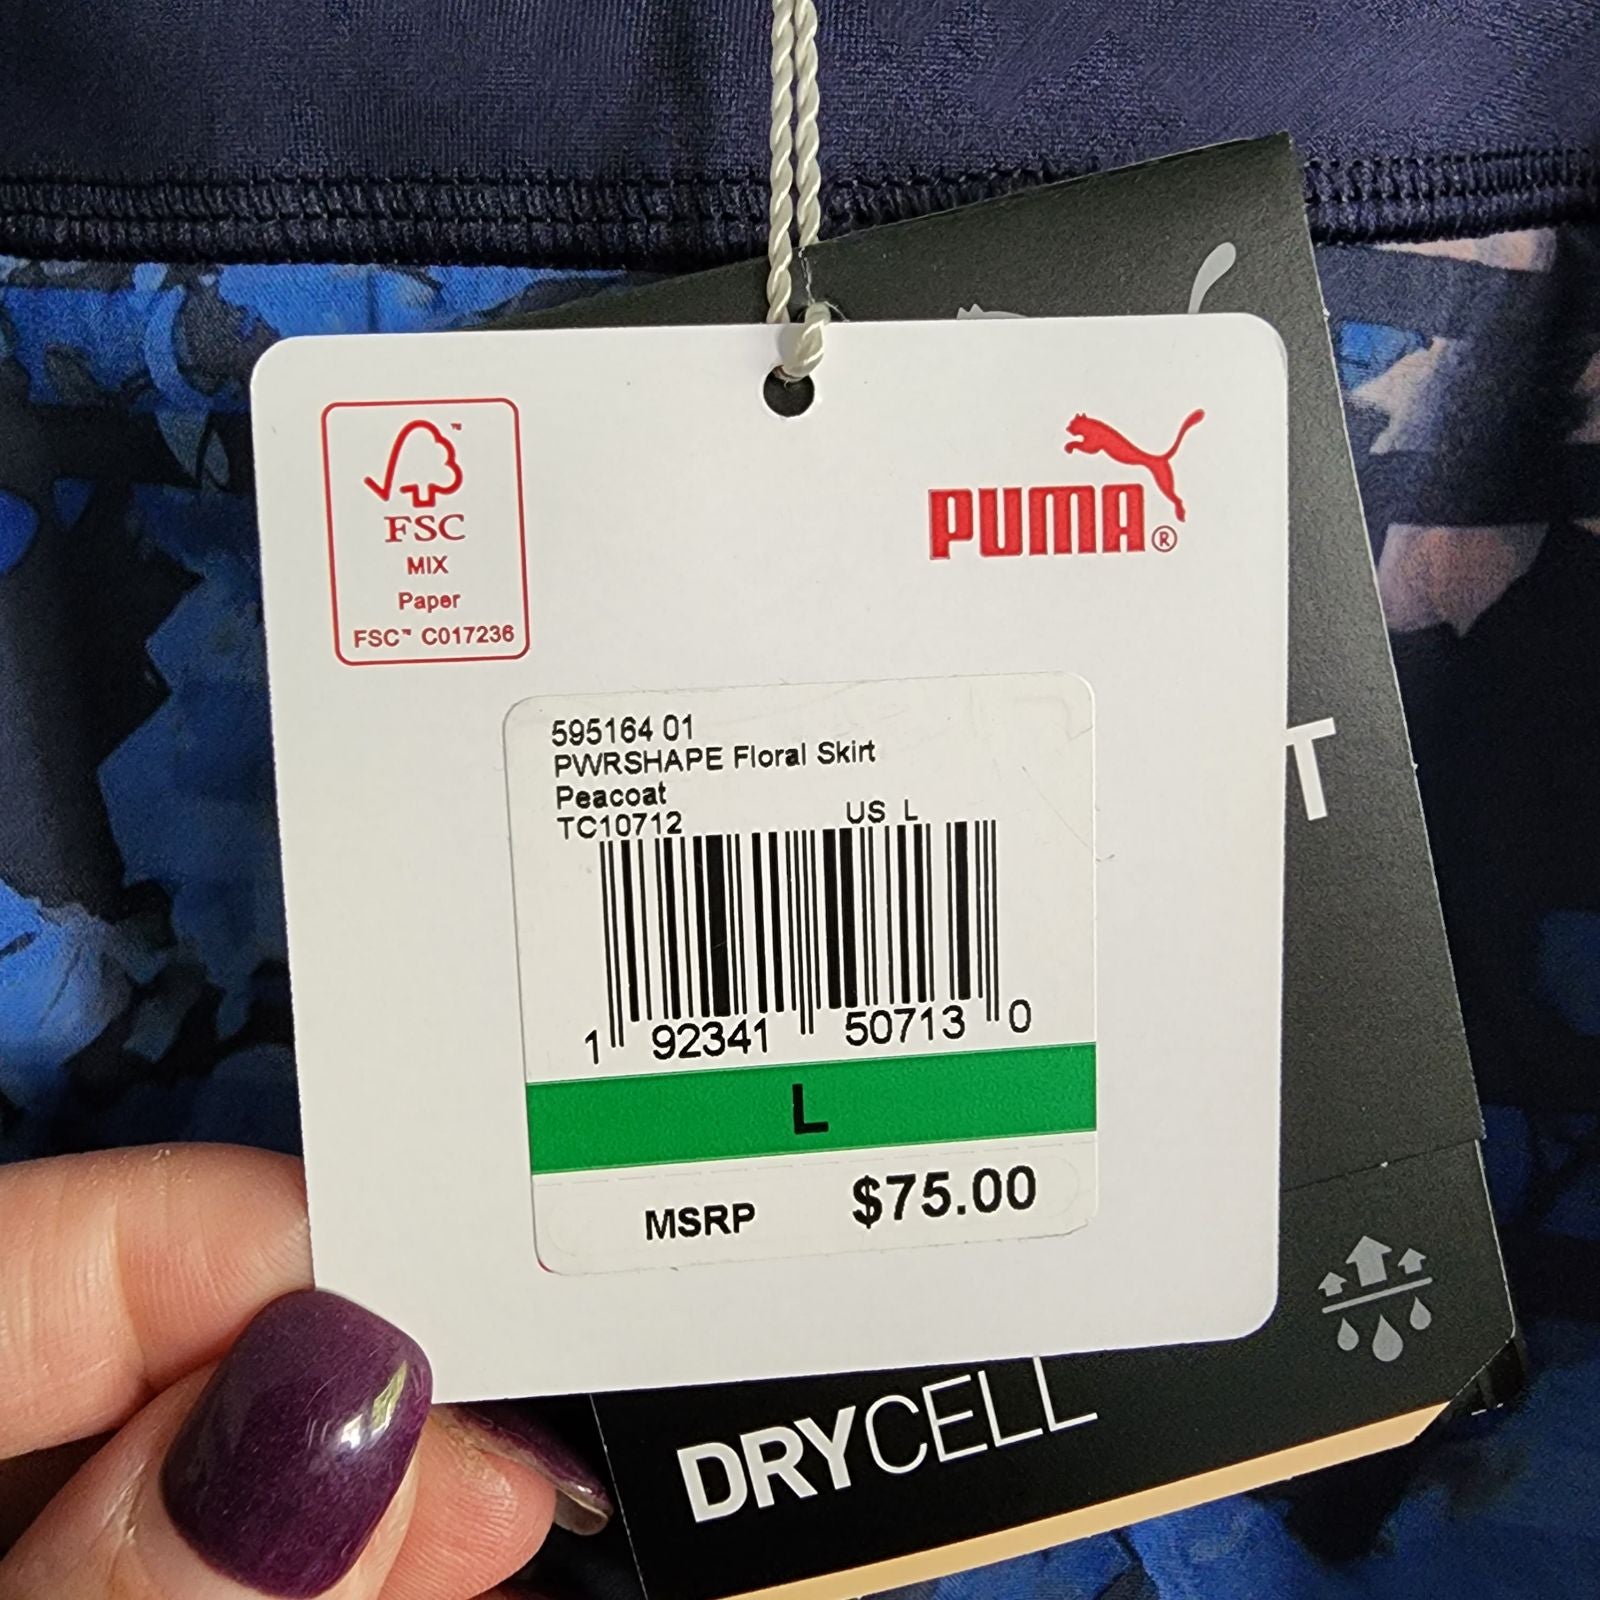 FSC™
MIX
Paper
FSC™ C017236
PUMA®
595164 01
PWRSHAPE Floral Skirt
Peacoat
TC10712 US L
1 92341 50713 0
L
MSRP $75.00
T
DRYCELL